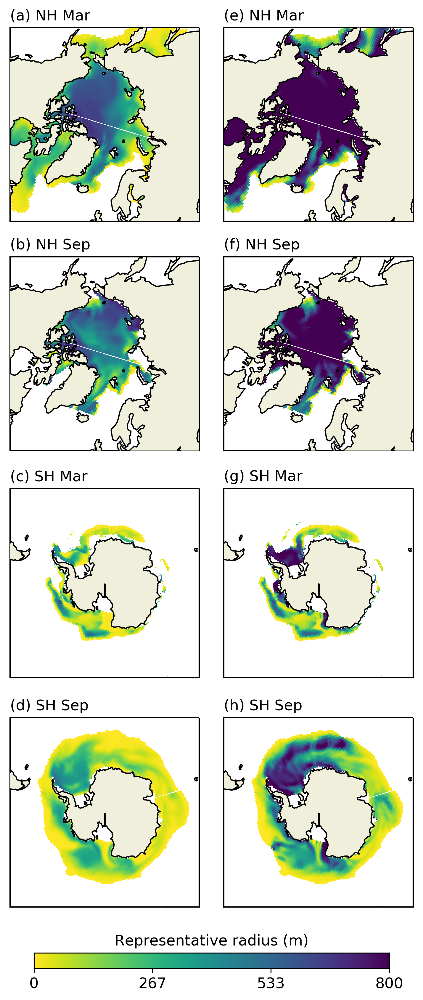 (a) NH Mar
(e) NH Mar
(b) NH Sep
(f) NH Sep
(c) SH Mar
(g) SH Mar
(d) SH Sep
(h) SH Sep
Representative radius (m)
0 267 533 800